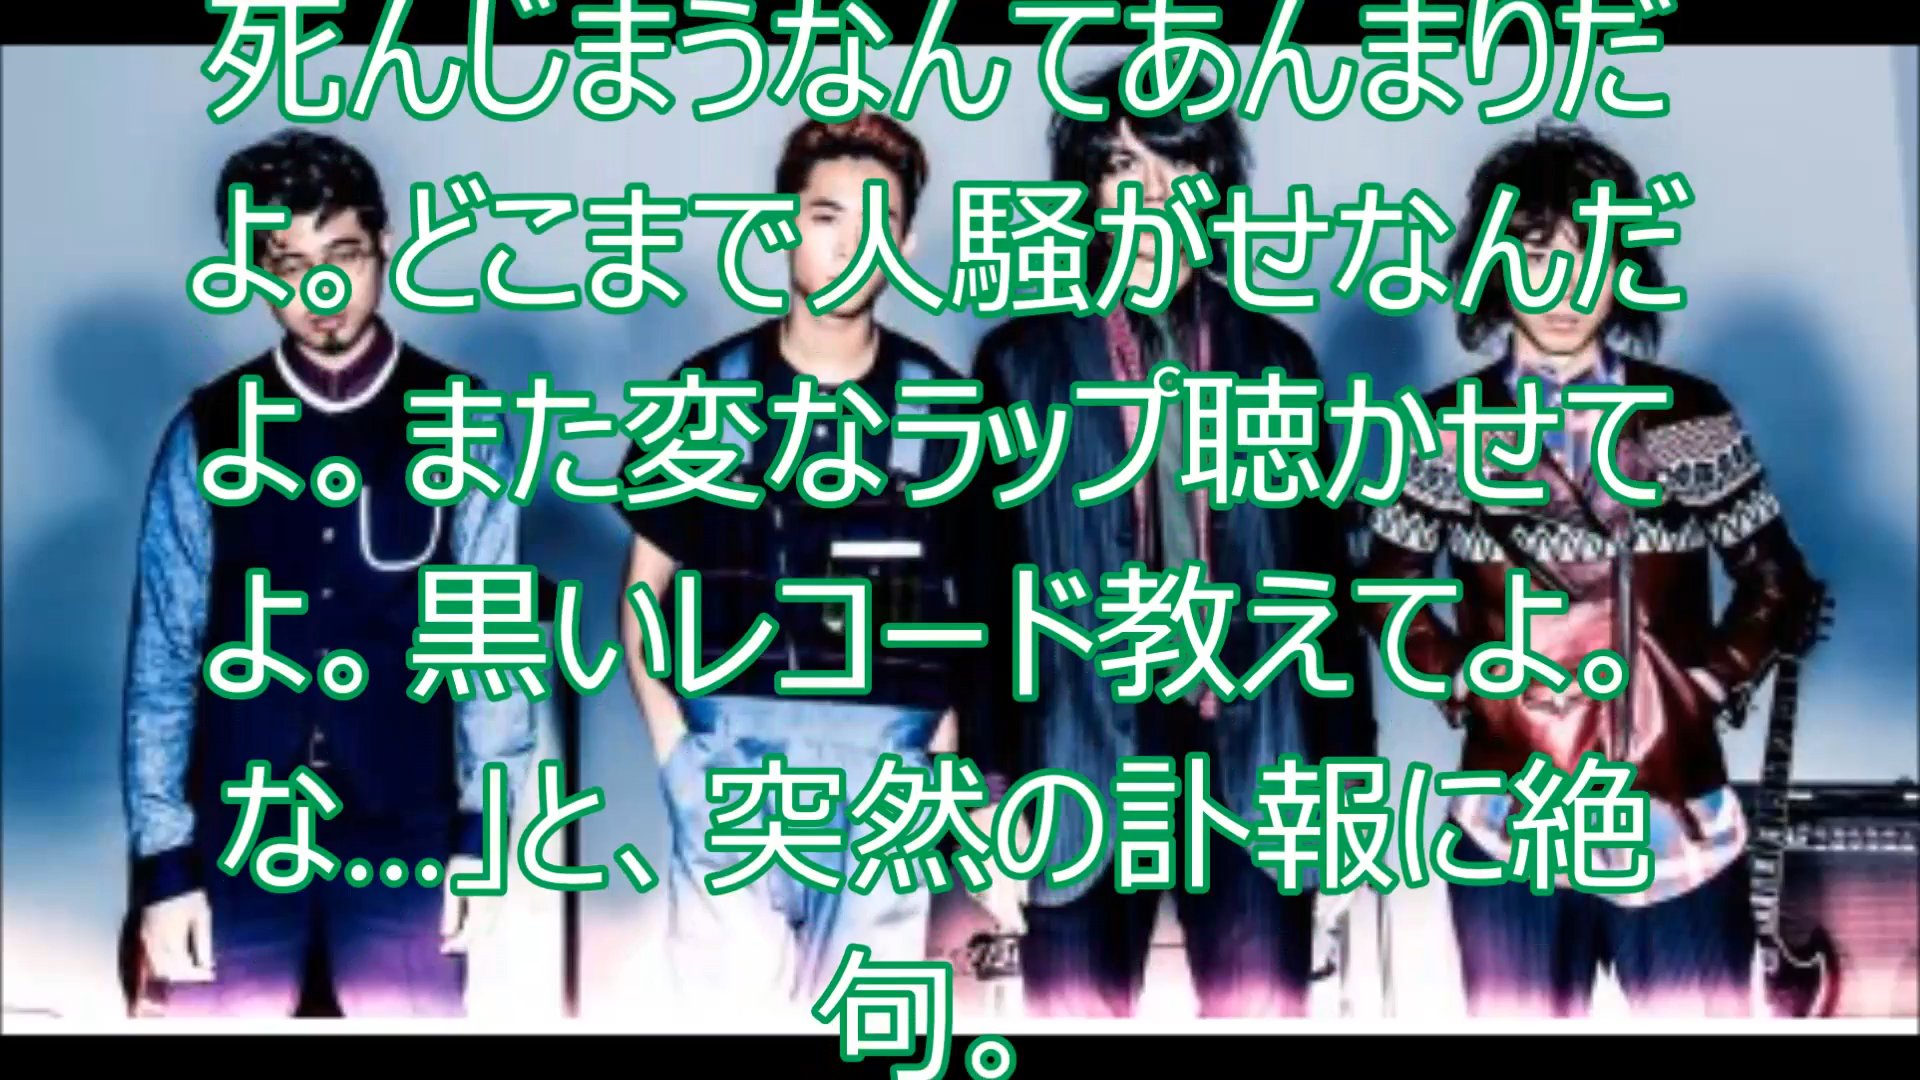 死んじまうなんてあんまりだ
よ。どこまで人騒がせなんだ
よ。また変なラップ聴かせて
よ。黒いレコード教えてよ。
な...」と、突然の訃報に絶
句。